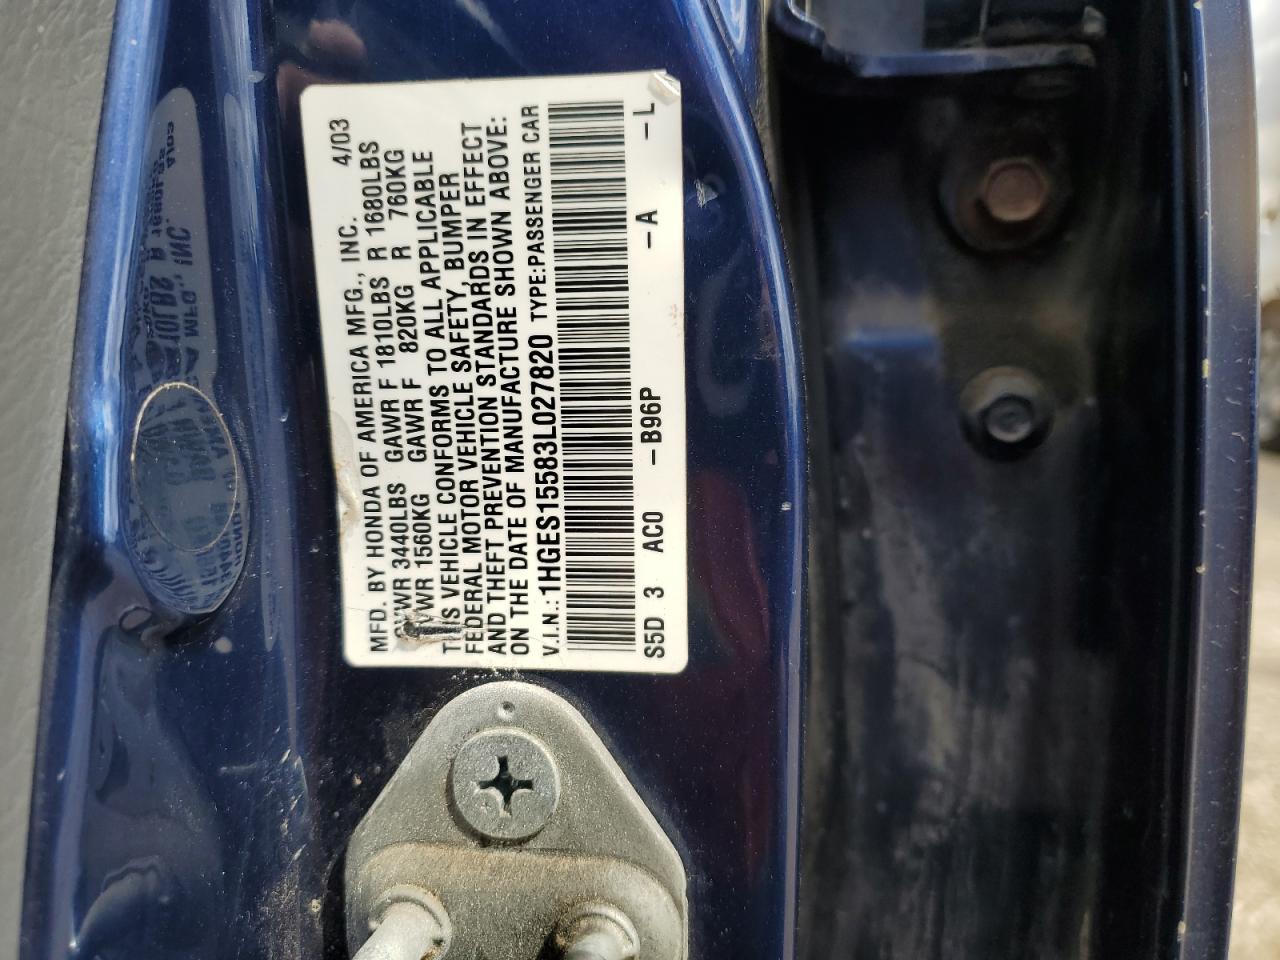 MFD. BY HONDA OF AMERICA MFG., INC. 4/03
GVWR 3440LBS GAWR F 1810LBS R 1680LBS
GVWR 1560KG GAWR F 820KG R 760KG
THIS VEHICLE CONFORMS TO ALL APPLICABLE
FEDERAL MOTOR VEHICLE SAFETY, BUMPER
AND THEFT PREVENTION STANDARDS IN EFFECT
ON THE DATE OF MANUFACTURE SHOWN ABOVE:
V.I.N.: 1HGES15583L027820 TYPE:PASSENGER CAR
S5D 3 AC0 -B96P -A -L